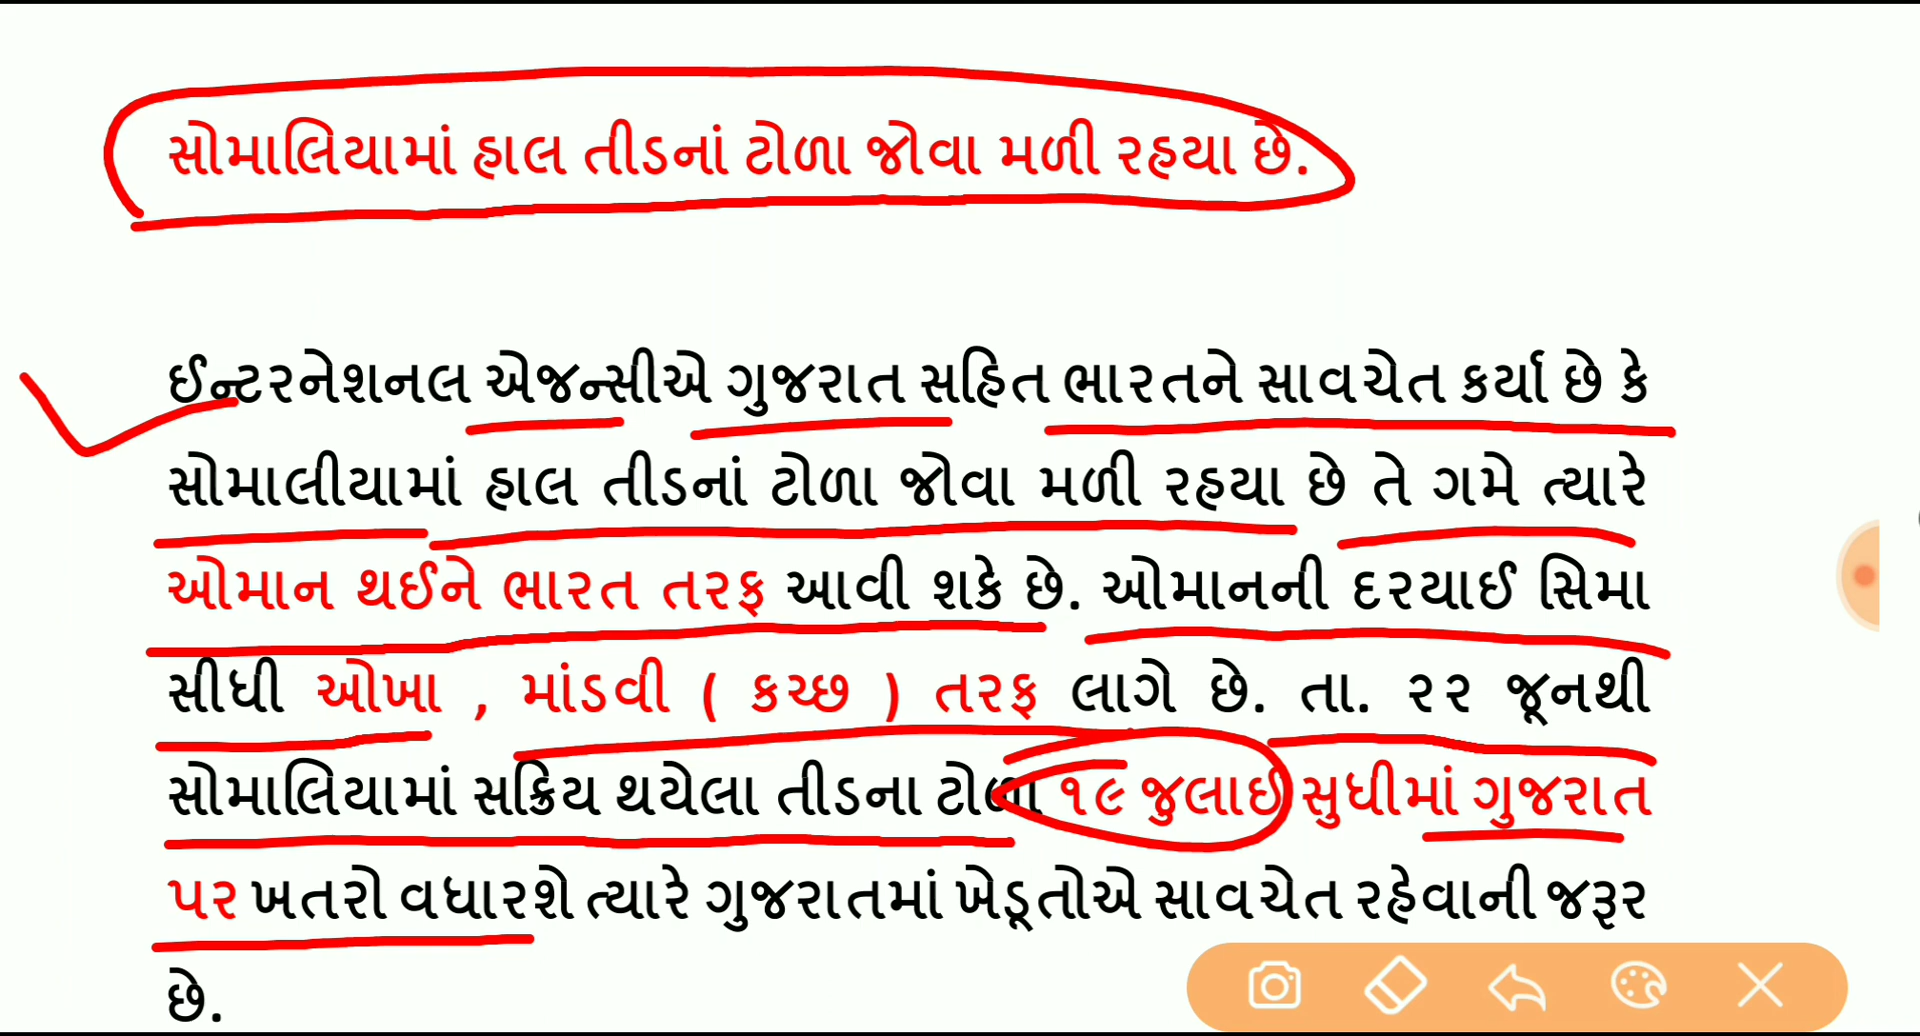 સોમાલિયામાં હાલ તીડનાં ટોળા જોવા મળી રહયા છે.
ઈન્ટરનેશનલ એજન્સીએ ગુજરાત સહિત ભારતને સાવચેત કર્યા છે કે
સોમાલીયામાં હાલ તીડનાં ટોળા જોવા મળી રહયા છે તે ગમે ત્યારે
ઓમાન થઈને ભારત તરફ આવી શકે છે. ઓમાનની દરયાઈ સિમા
સીધી ઓખા , માંડવી ( કચ્છ ) તરફ લાગે છે. તા. ૨૨ જૂનથી
સોમાલિયામાં સક્રિય થયેલા તીડના ટોળા ૧૯ જુલાઈ સુધીમાં ગુજરાત
પર ખતરો વધારશે ત્યારે ગુજરાતમાં ખેડૂતોએ સાવચેત રહેવાની જરૂર
છે.